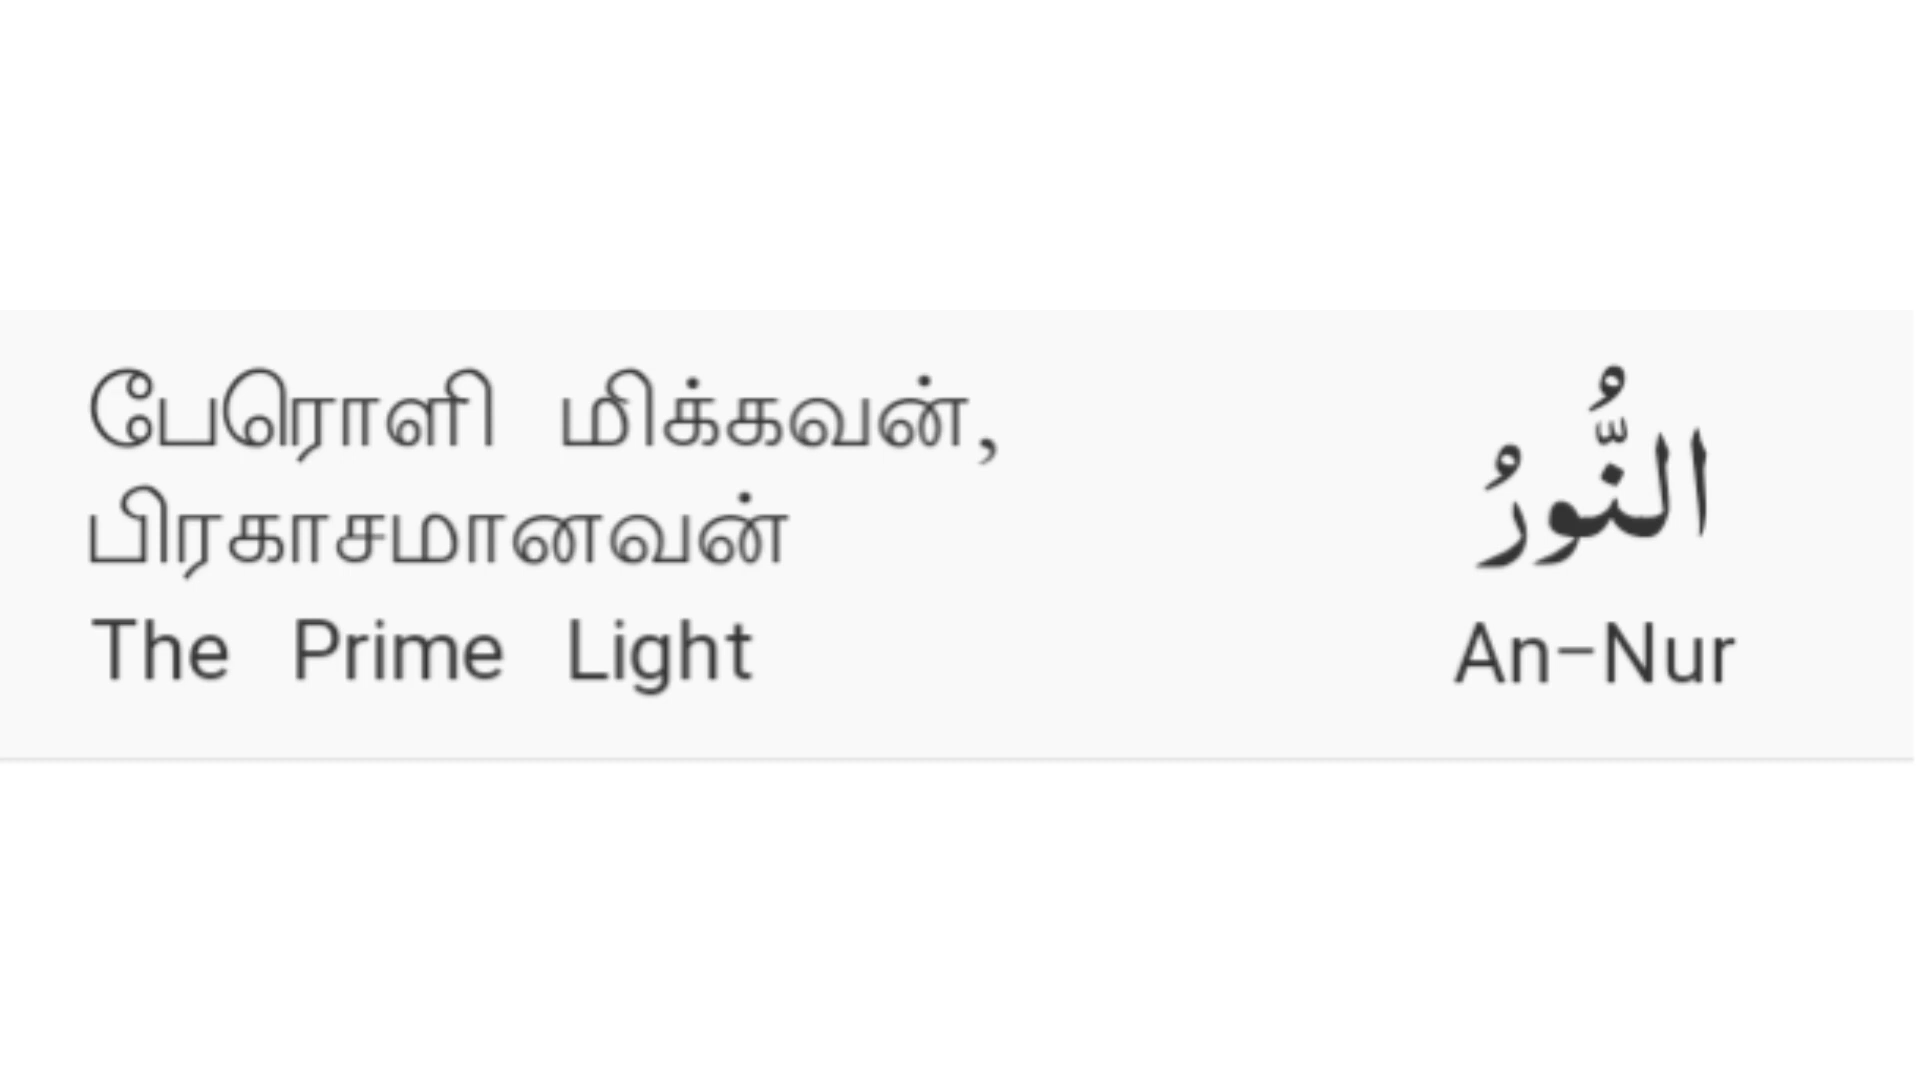 பேரொளி மிக்கவன்,
பிரகாசமானவன்
The Prime Light
النُّورُ
An-Nur